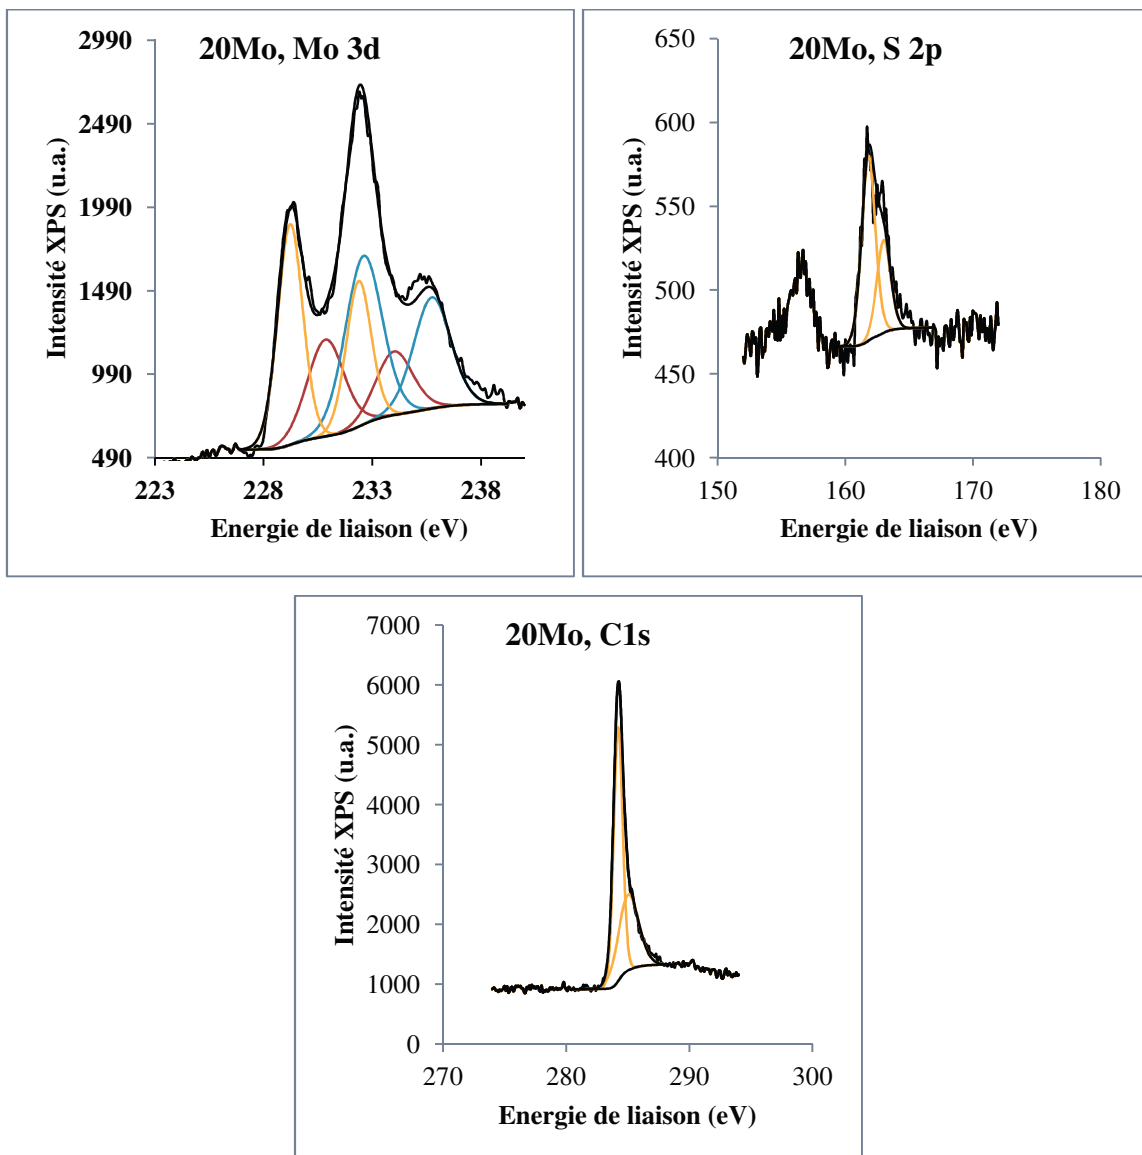 20Mo, Mo 3d
2990
2490
1990
1490
990
490
Intensité XPS (u.a.)
223 228 233 238
Energie de liaison (eV)
20Mo, S 2p
650
600
550
500
450
400
Intensité XPS (u.a.)
150 160 170 180
Energie de liaison (eV)
20Mo, C1s
7000
6000
5000
4000
3000
2000
1000
0
Intensité XPS (u.a.)
270 280 290 300
Energie de liaison (eV)